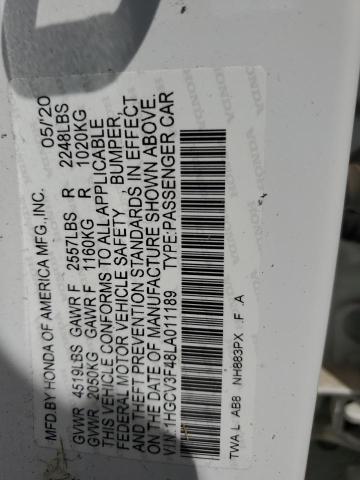 MFD.BY HONDA OF AMERICA MFG.,INC. 05/'20
GVWR 4519LBS GAWR F 2557LBS R 2248LBS
GVWR 2050KG GAWR F 1160KG R 1020KG
THIS VEHICLE CONFORMS TO ALL APPLICABLE
FEDERAL MOTOR VEHICLE SAFETY , BUMPER,
AND THEFT PREVENTION STANDARDS IN EFFECT
ON THE DATE OF MANUFACTURE SHOWN ABOVE.
V.I.N.:1HGCV3F48LA011189 TYPE:PASSENGER CAR
TWA L AB8 NH883PX F A